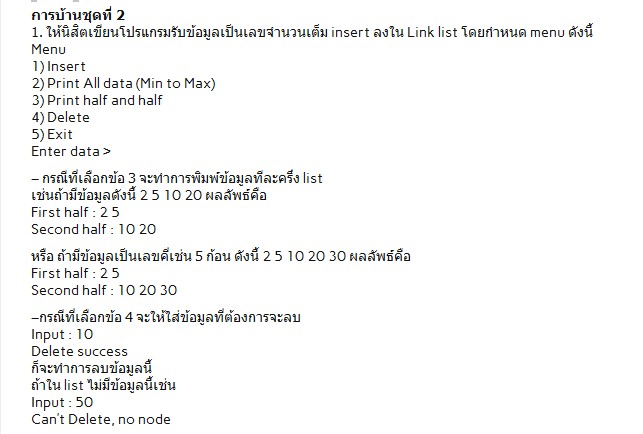 การบ้านชุดที่ 2
1. ให้นิสิตเขียนโปรแกรมรับข้อมูลเป็นเลขจำนวนเต็ม insert ลงใน Link list โดยกำหนด menu ดังนี้
Menu
1) Insert
2) Print All data (Min to Max)
3) Print half and half
4) Delete
5) Exit
Enter data >
– กรณีที่เลือกข้อ 3 จะทำการพิมพ์ข้อมูลทีละครึ่ง list
เช่นถ้ามีข้อมูลดังนี้ 2 5 10 20 ผลลัพธ์คือ
First half : 2 5
Second half : 10 20
หรือ ถ้ามีข้อมูลเป็นเลขคี่เช่น 5 ก้อน ดังนี้ 2 5 10 20 30 ผลลัพธ์คือ
First half : 2 5
Second half : 10 20 30
–กรณีที่เลือกข้อ 4 จะให้ใส่ข้อมูลที่ต้องการจะลบ
Input : 10
Delete success
ก็จะทำการลบข้อมูลนี้
ถ้าใน list ไม่มีข้อมูลนี้เช่น
Input : 50
Can't Delete, no node